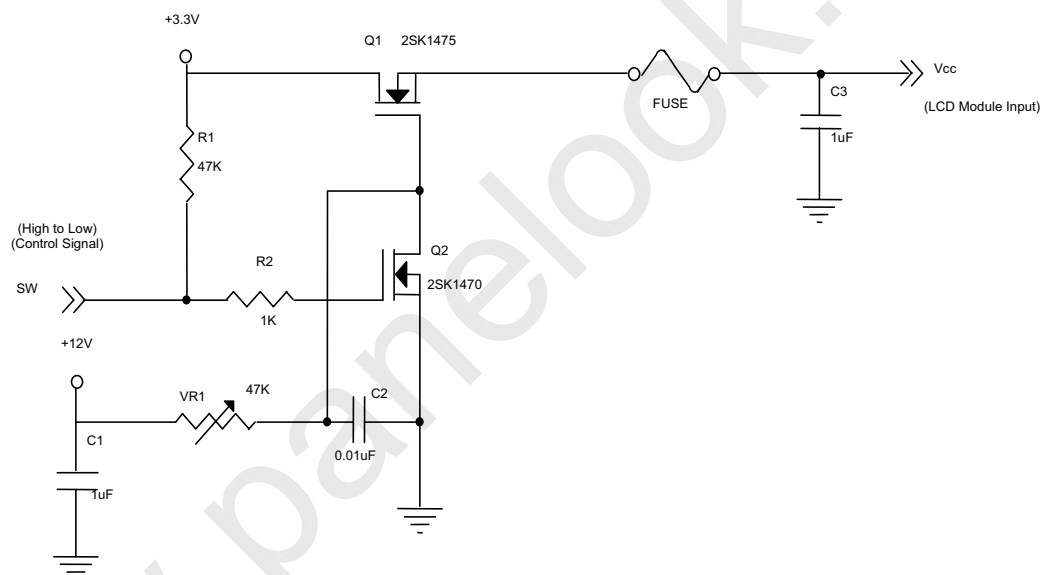 +3.3V
Q1 2SK1475
Vcc
FUSE
C3
(LCD Module Input)
R1
1uF
47K
(High to Low)
(Control Signal)
Q2
R2
2SK1470
SW
1K
+12V
VR1
47K
C2
C1
0.01uF
1uF
panelook.